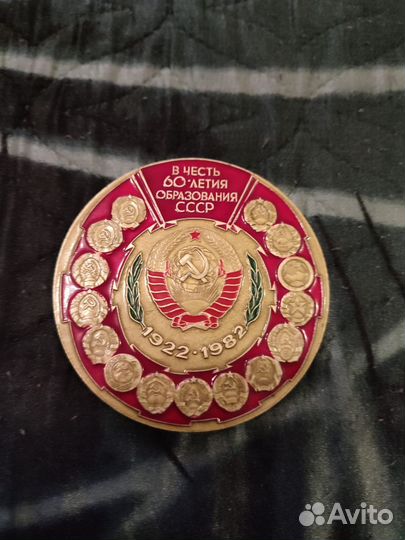 В ЧЕСТЬ
60-ЛЕТИЯ
ОБРАЗОВАНИЯ
СССР
1922·1982
Avito